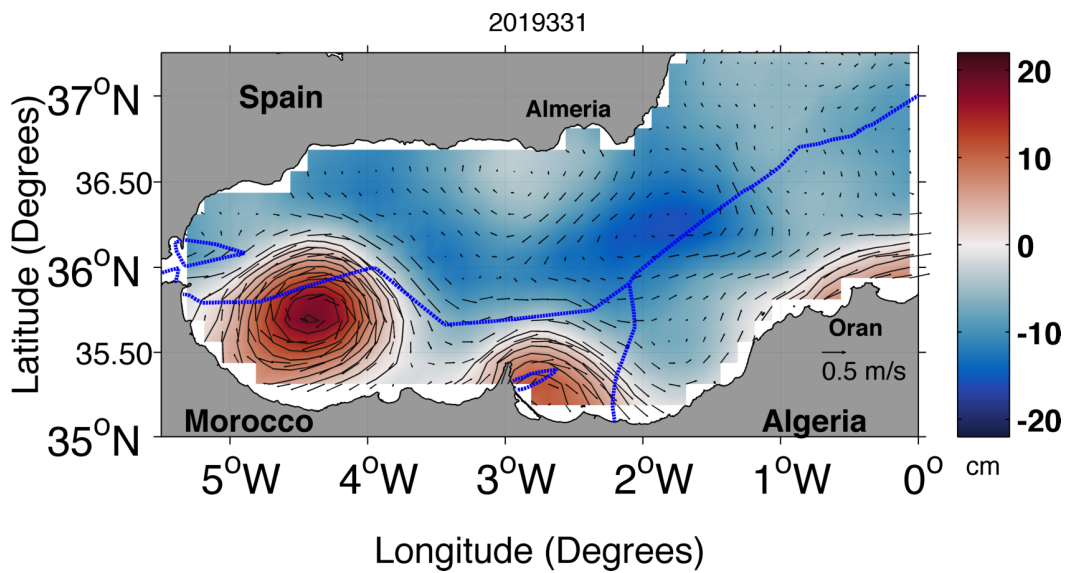 2019331
Latitude (Degrees)
37°N
36.50
36°N
35.50
35°N
Spain
Almeria
Oran
0.5 m/s
Morocco
Algeria
5°W
4°W
3°W
2°W
1°W
0°
Longitude (Degrees)
20
10
0
-10
-20
cm